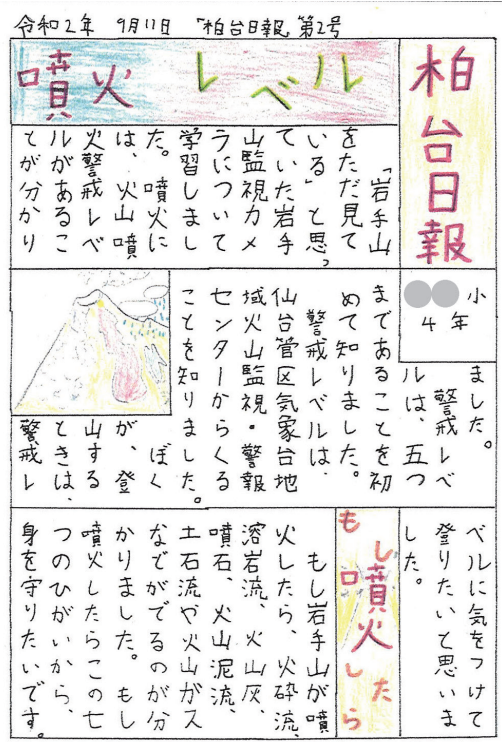 令和2年 9月11日 「柏台日報」第2号
柏台日報
噴火レベル
小
4年
「岩手山
をただ見て
いる」と思っ
ていた岩手
山監視カメ
ラについて
学習しまし
た。噴火に
は、火山噴
火警戒レベ
ルがあるこ
とが分かり
ました。
警戒レベ
ルは、五つ
まであることを初
めて知りました。
警戒レベルは、
仙台管区気象台地
域火山監視・警報
センターからくる
ことを知りました。
ぼく
が、登
山する
ときは、
警戒レ
ベルに気をつけて
登りたいと思いま
した。
もし噴火したら
もし岩手山が噴
火したら、火砕流、
溶岩流、火山灰、
噴石、火山泥流、
土石流や火山がス
などがでるのが分
かりました。もし
噴火したらこの七
つのひがいから、
身を守りたいです。